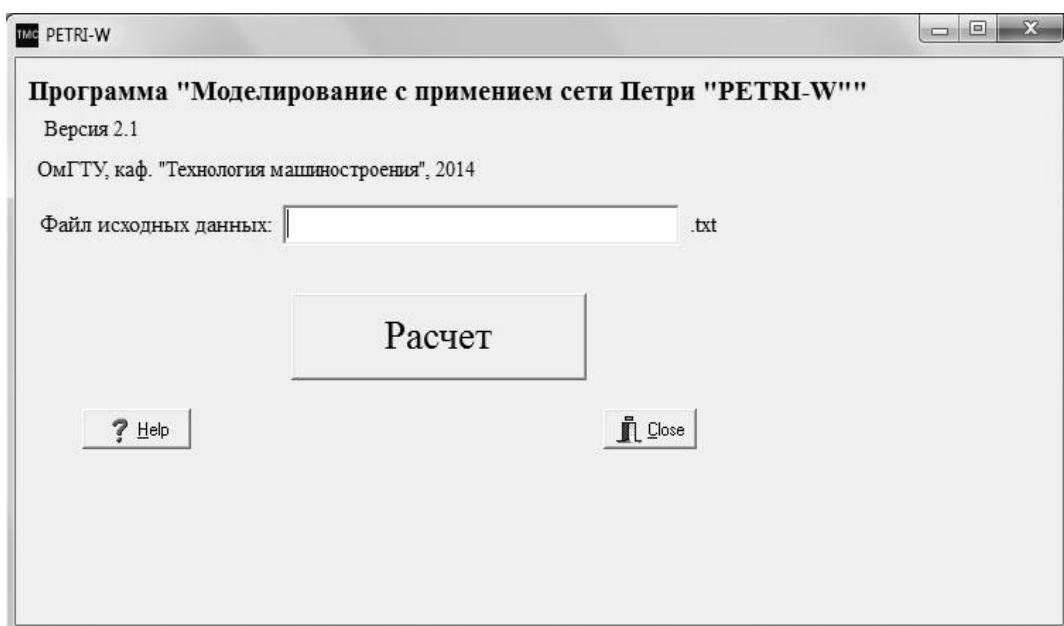 TMC PETRI-W
Программа "Моделирование с примением сети Петри "PETRI-W""
Версия 2.1
ОмГТУ, каф. "Технология машиностроения", 2014
Файл исходных данных: .txt
Расчет
? Help
Close